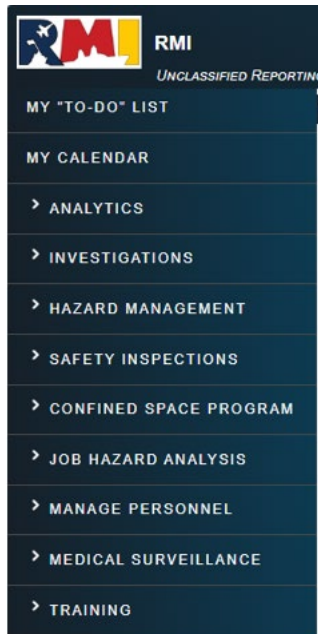 RMI
RMI
UNCLASSIFIED REPORTING
MY "TO-DO" LIST
MY CALENDAR
ANALYTICS
INVESTIGATIONS
HAZARD MANAGEMENT
SAFETY INSPECTIONS
CONFINED SPACE PROGRAM
JOB HAZARD ANALYSIS
MANAGE PERSONNEL
MEDICAL SURVEILLANCE
TRAINING